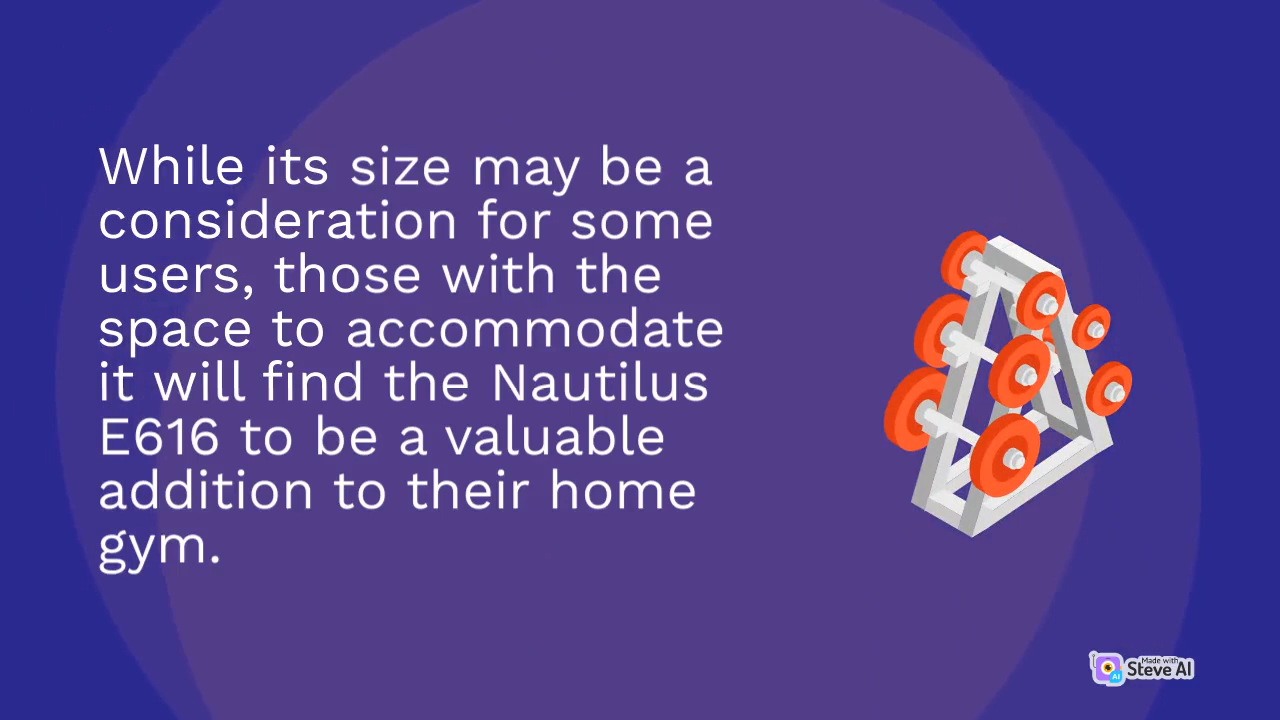 While its size may be a
consideration for some
users, those with the
space to accommodate
it will find the Nautilus
E616 to be a valuable
addition to their home
gym.
Made with
Steve AI
AI